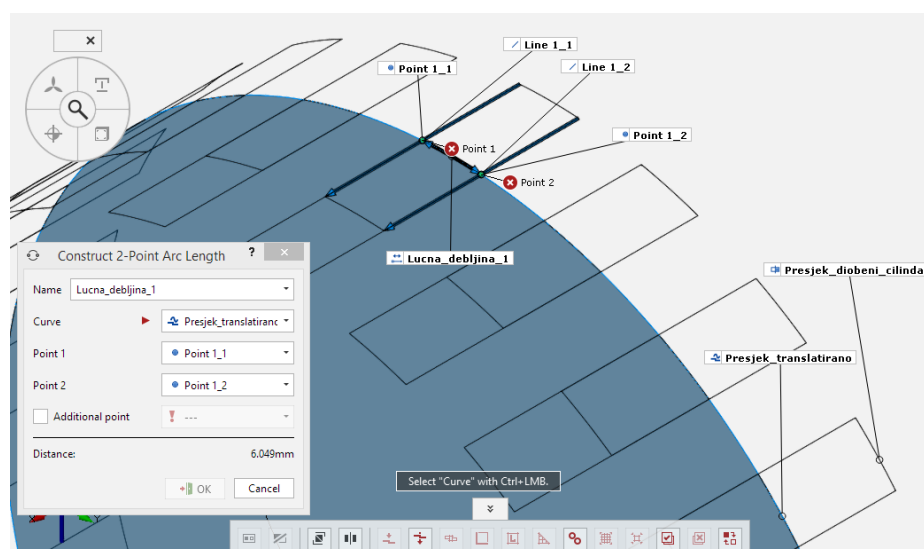 Line 1_1
Point 1_1
Line 1_2
Point 1_2
Point 1
Point 2
Lucna_debljina_1
Presjek_diobeni_cilinda
Presjek_translatirano
Construct 2-Point Arc Length ?
Name Lucna_debljina_1
Curve Presjek_translatiranc
Point 1 Point 1_1
Point 2 Point 1_2
Additional point ---
Distance: 6.049mm
OK Cancel
Select "Curve" with Ctrl+LMB.